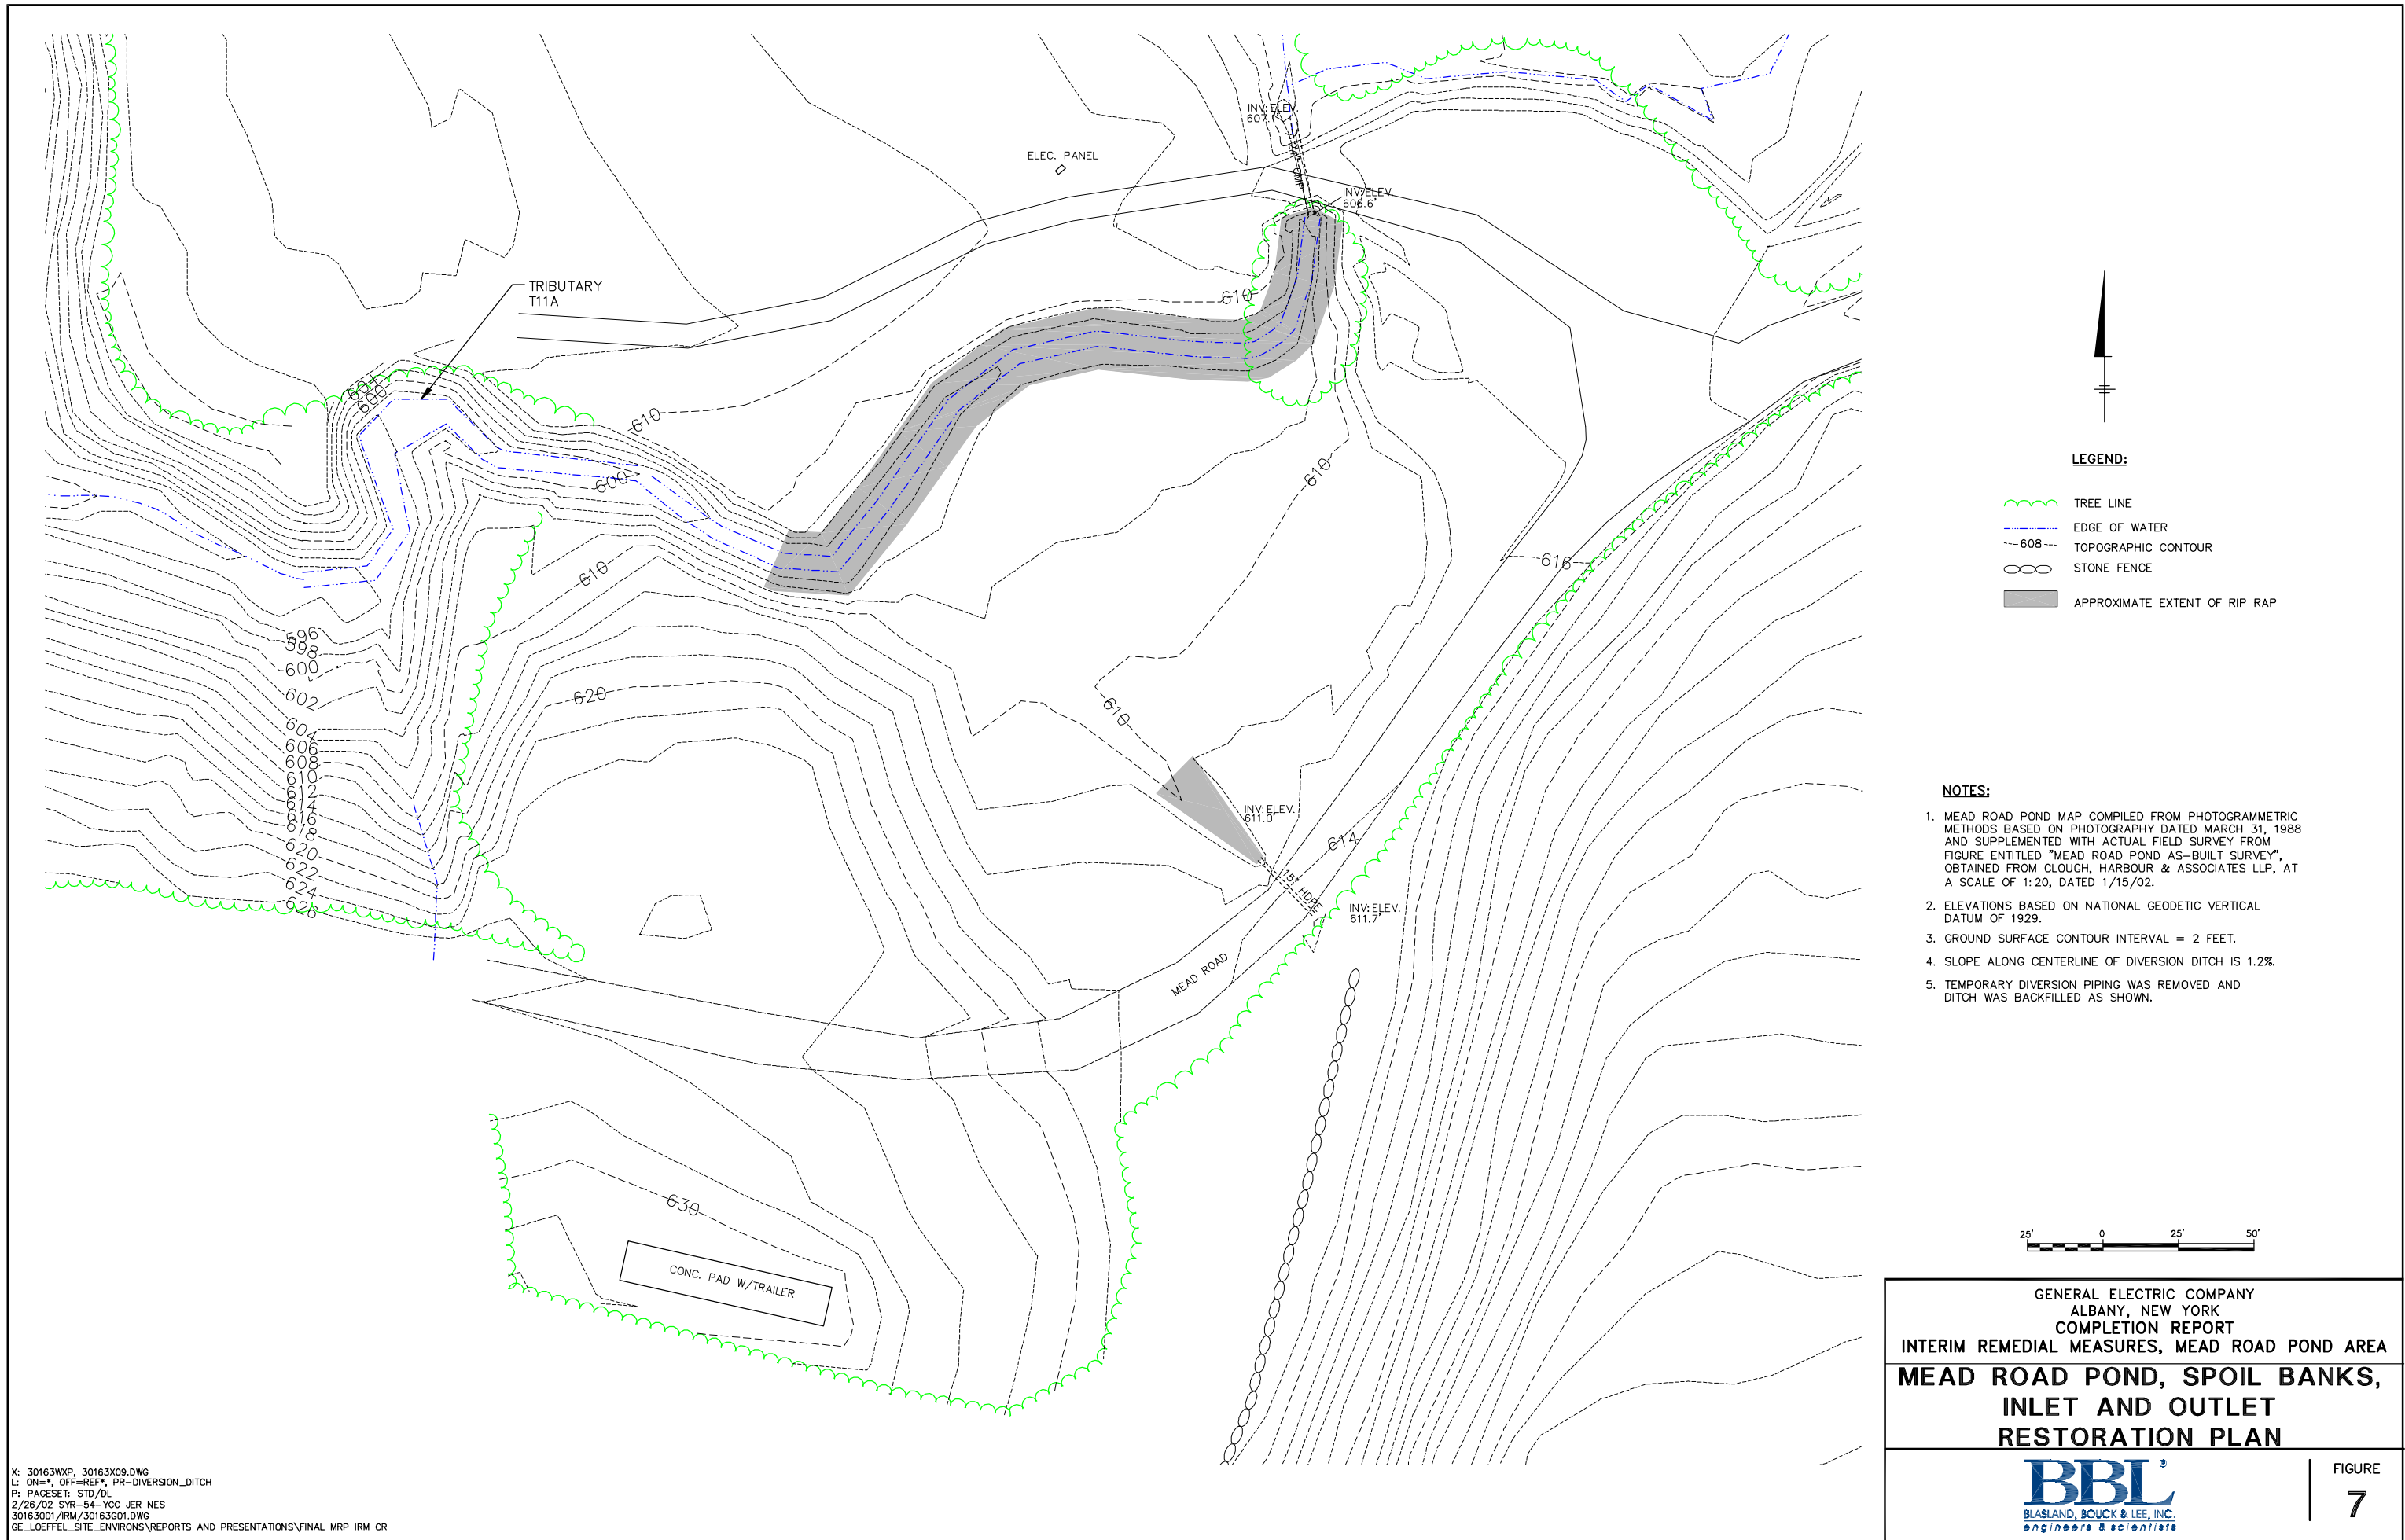 INV. ELEV.
607.1'
ELEC. PANEL
CMP
INV. ELEV
606.6'
610
TRIBUTARY
T11A
604
600
610
600
610
610
616
620
596
598
600
602
604
606
608
610
612
614
616
618
620
622
624
626
610
INV. ELEV.
611.0'
614
15" HDPE
INV. ELEV.
611.7'
MEAD ROAD
630
CONC. PAD W/TRAILER
LEGEND:
TREE LINE
EDGE OF WATER
608
TOPOGRAPHIC CONTOUR
STONE FENCE
APPROXIMATE EXTENT OF RIP RAP
NOTES:
1. MEAD ROAD POND MAP COMPILED FROM PHOTOGRAMMETRIC
METHODS BASED ON PHOTOGRAPHY DATED MARCH 31, 1988
AND SUPPLEMENTED WITH ACTUAL FIELD SURVEY FROM
FIGURE ENTITLED "MEAD ROAD POND AS-BUILT SURVEY",
OBTAINED FROM CLOUGH, HARBOUR & ASSOCIATES LLP, AT
A SCALE OF 1:20, DATED 1/15/02.
2. ELEVATIONS BASED ON NATIONAL GEODETIC VERTICAL
DATUM OF 1929.
3. GROUND SURFACE CONTOUR INTERVAL = 2 FEET.
4. SLOPE ALONG CENTERLINE OF DIVERSION DITCH IS 1.2%.
5. TEMPORARY DIVERSION PIPING WAS REMOVED AND
DITCH WAS BACKFILLED AS SHOWN.
25' 0 25' 50'
GENERAL ELECTRIC COMPANY
ALBANY, NEW YORK
COMPLETION REPORT
INTERIM REMEDIAL MEASURES, MEAD ROAD POND AREA
MEAD ROAD POND, SPOIL BANKS,
INLET AND OUTLET
RESTORATION PLAN
BBL®
BLASLAND, BOUCK & LEE, INC.
engineers & scientists
FIGURE
7
X: 30163WXP, 30163X09.DWG
L: ON=*, OFF=REF*, PR-DIVERSION_DITCH
P: PAGESET: STD/DL
2/26/02 SYR-54-YCC JER NES
30163001/IRM/30163G01.DWG
GE_LOEFFEL_SITE_ENVIRONS\REPORTS AND PRESENTATIONS\FINAL MRP IRM CR